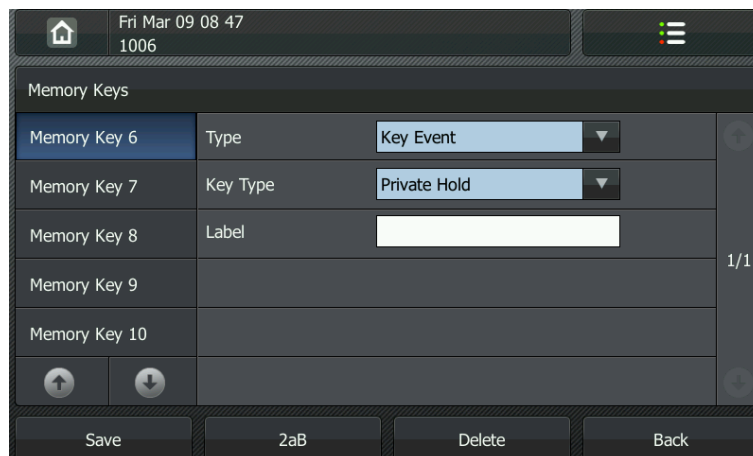 Fri Mar 09 08 47
1006
Memory Keys
Memory Key 6
Type
Key Event
Memory Key 7
Key Type
Private Hold
Memory Key 8
Label
1/1
Memory Key 9
Memory Key 10
Save
2aB
Delete
Back